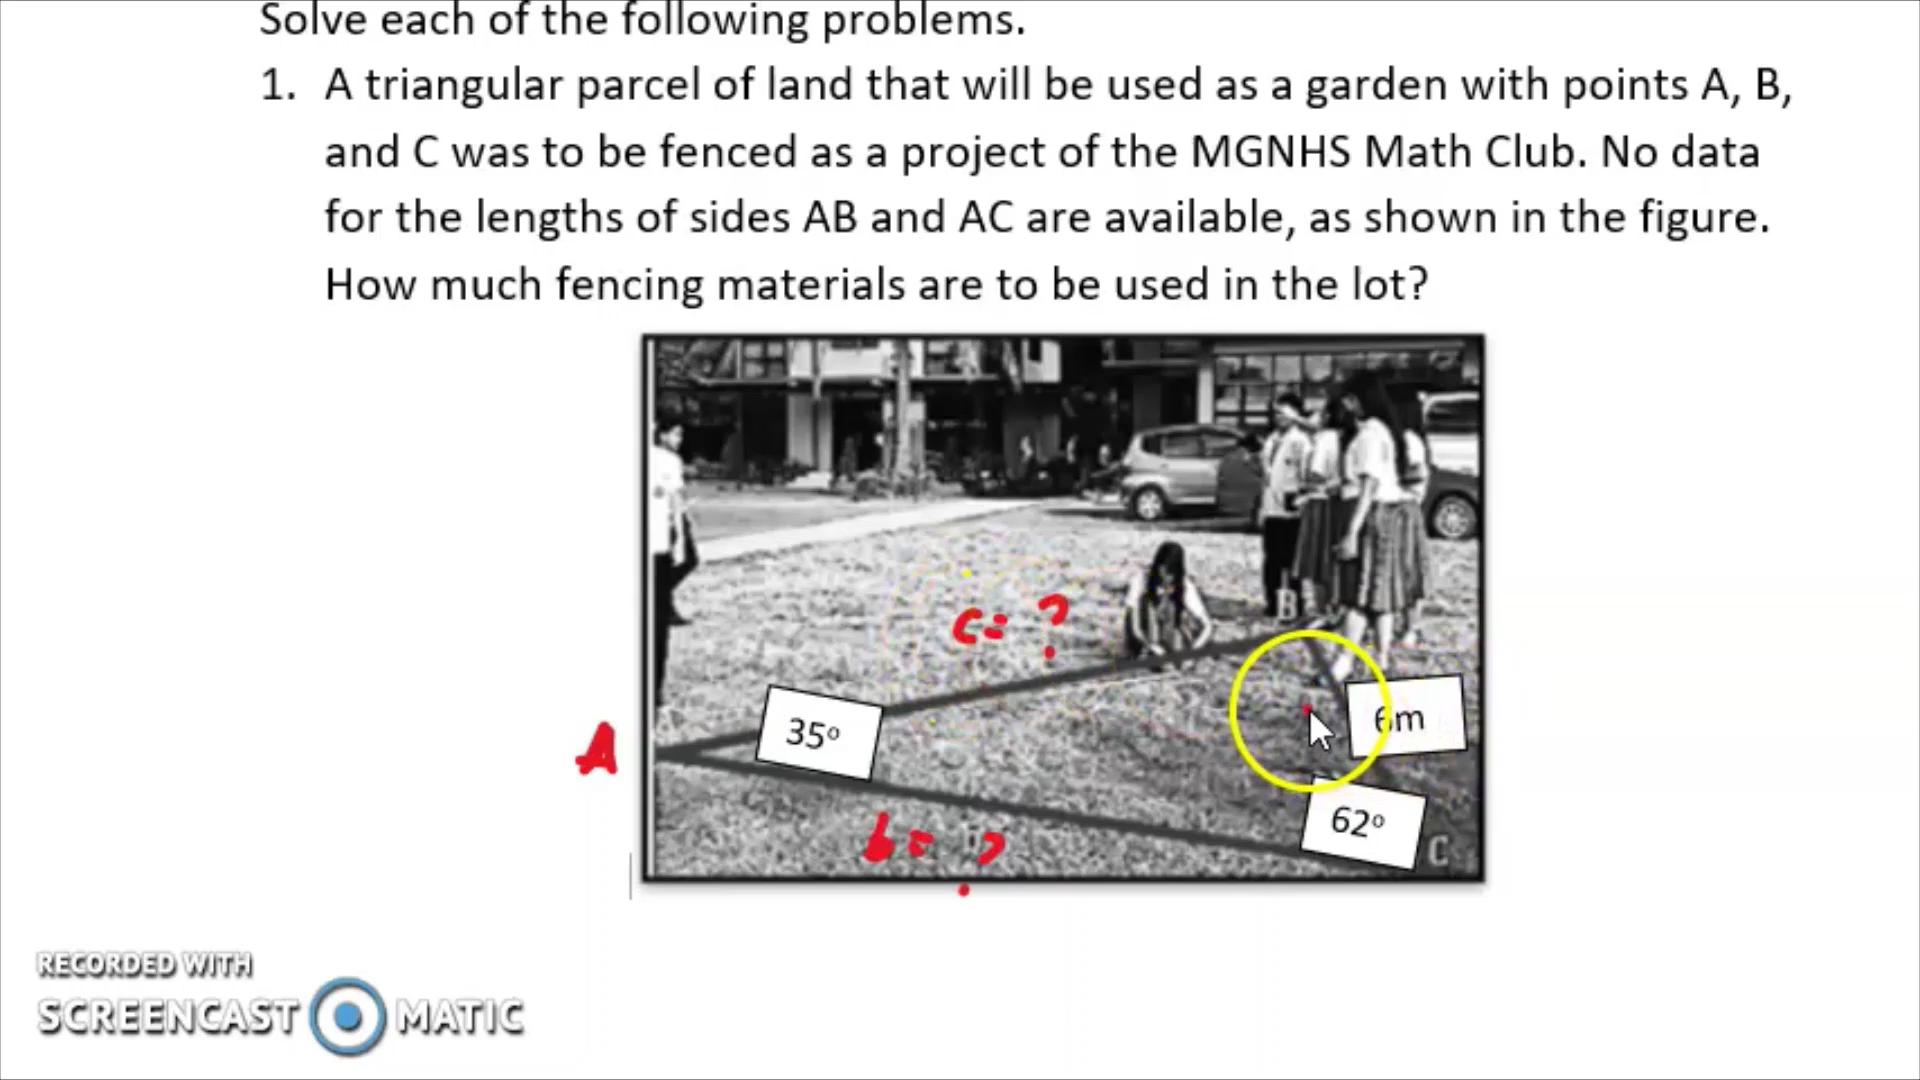 Solve each of the following problems.
1. A triangular parcel of land that will be used as a garden with points A, B,
and C was to be fenced as a project of the MGNHS Math Club. No data
for the lengths of sides AB and AC are available, as shown in the figure.
How much fencing materials are to be used in the lot?
B
c= ?
6m
35º
A
62º
b= ?
C
RECORDED WITH
SCREENCAST MATIC